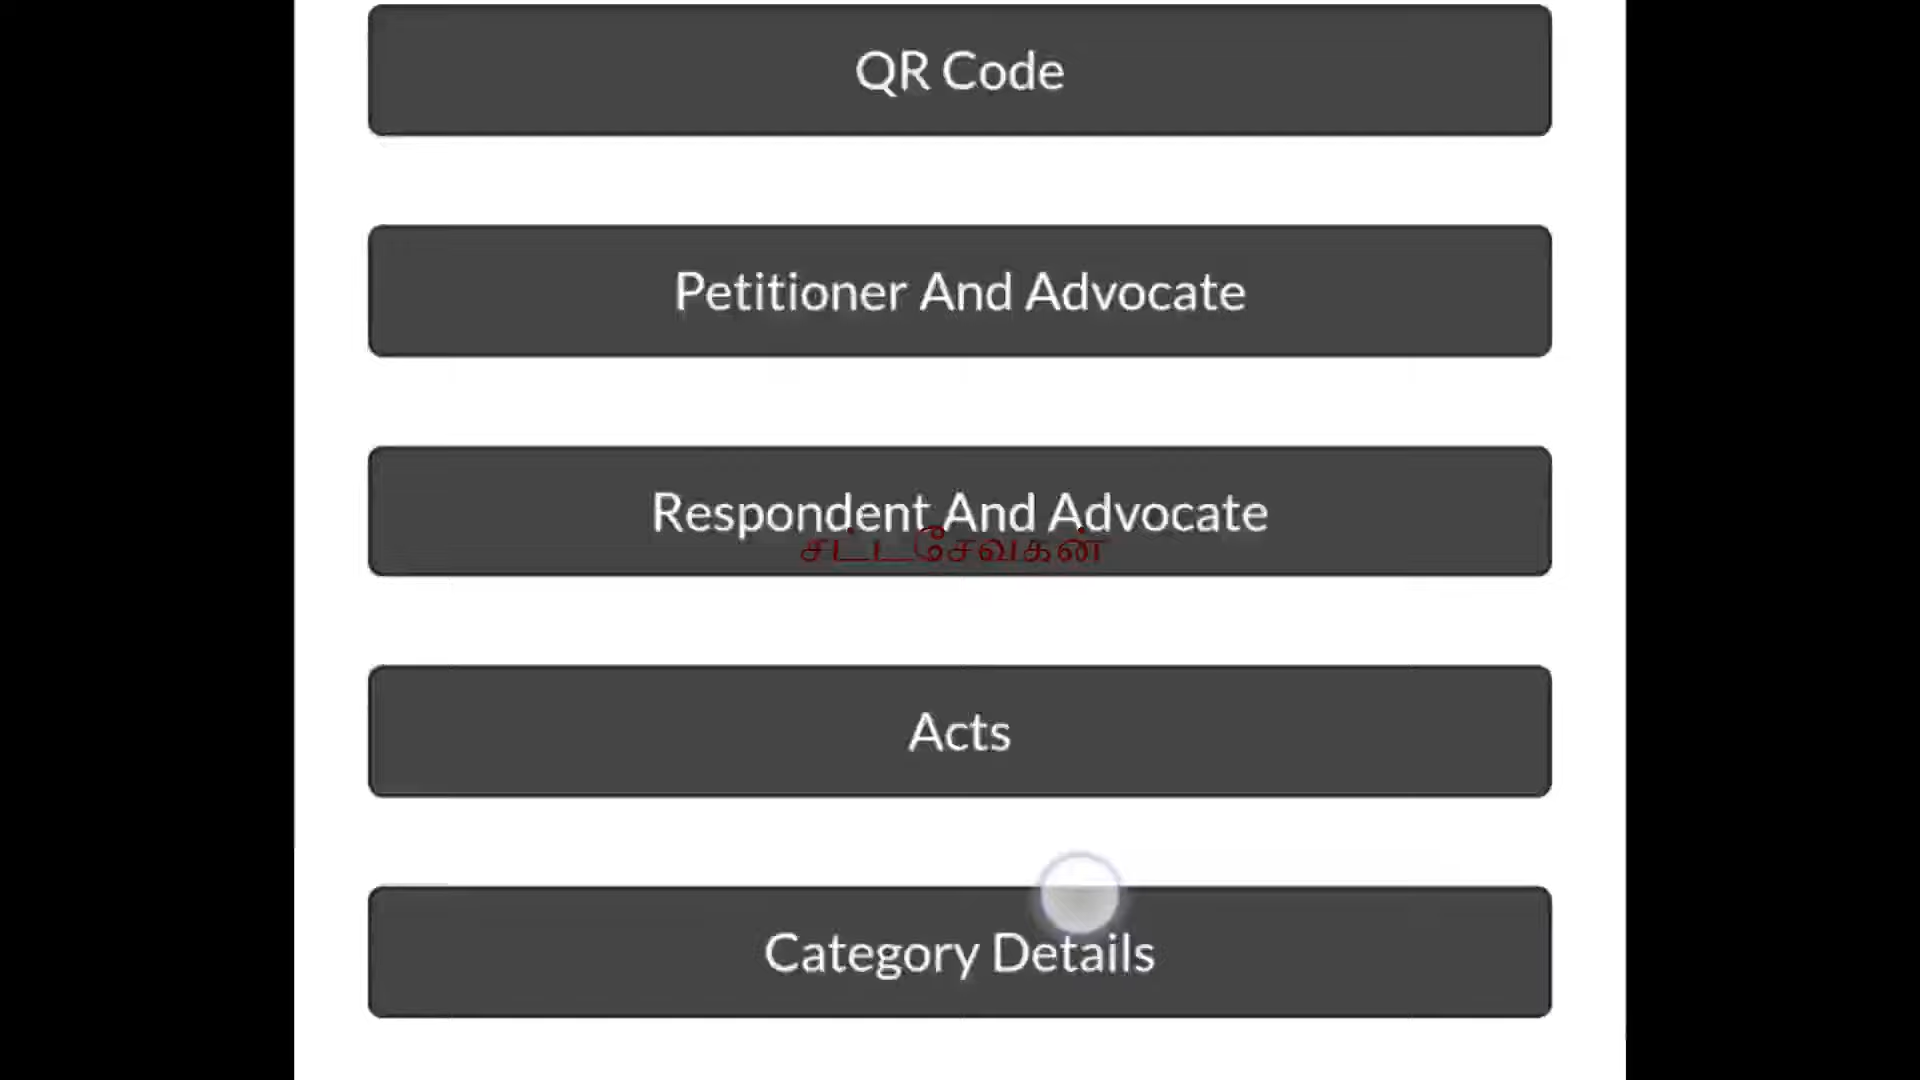 QR Code
Petitioner And Advocate
Respondent And Advocate
சட்டசேவகன்
Acts
Category Details